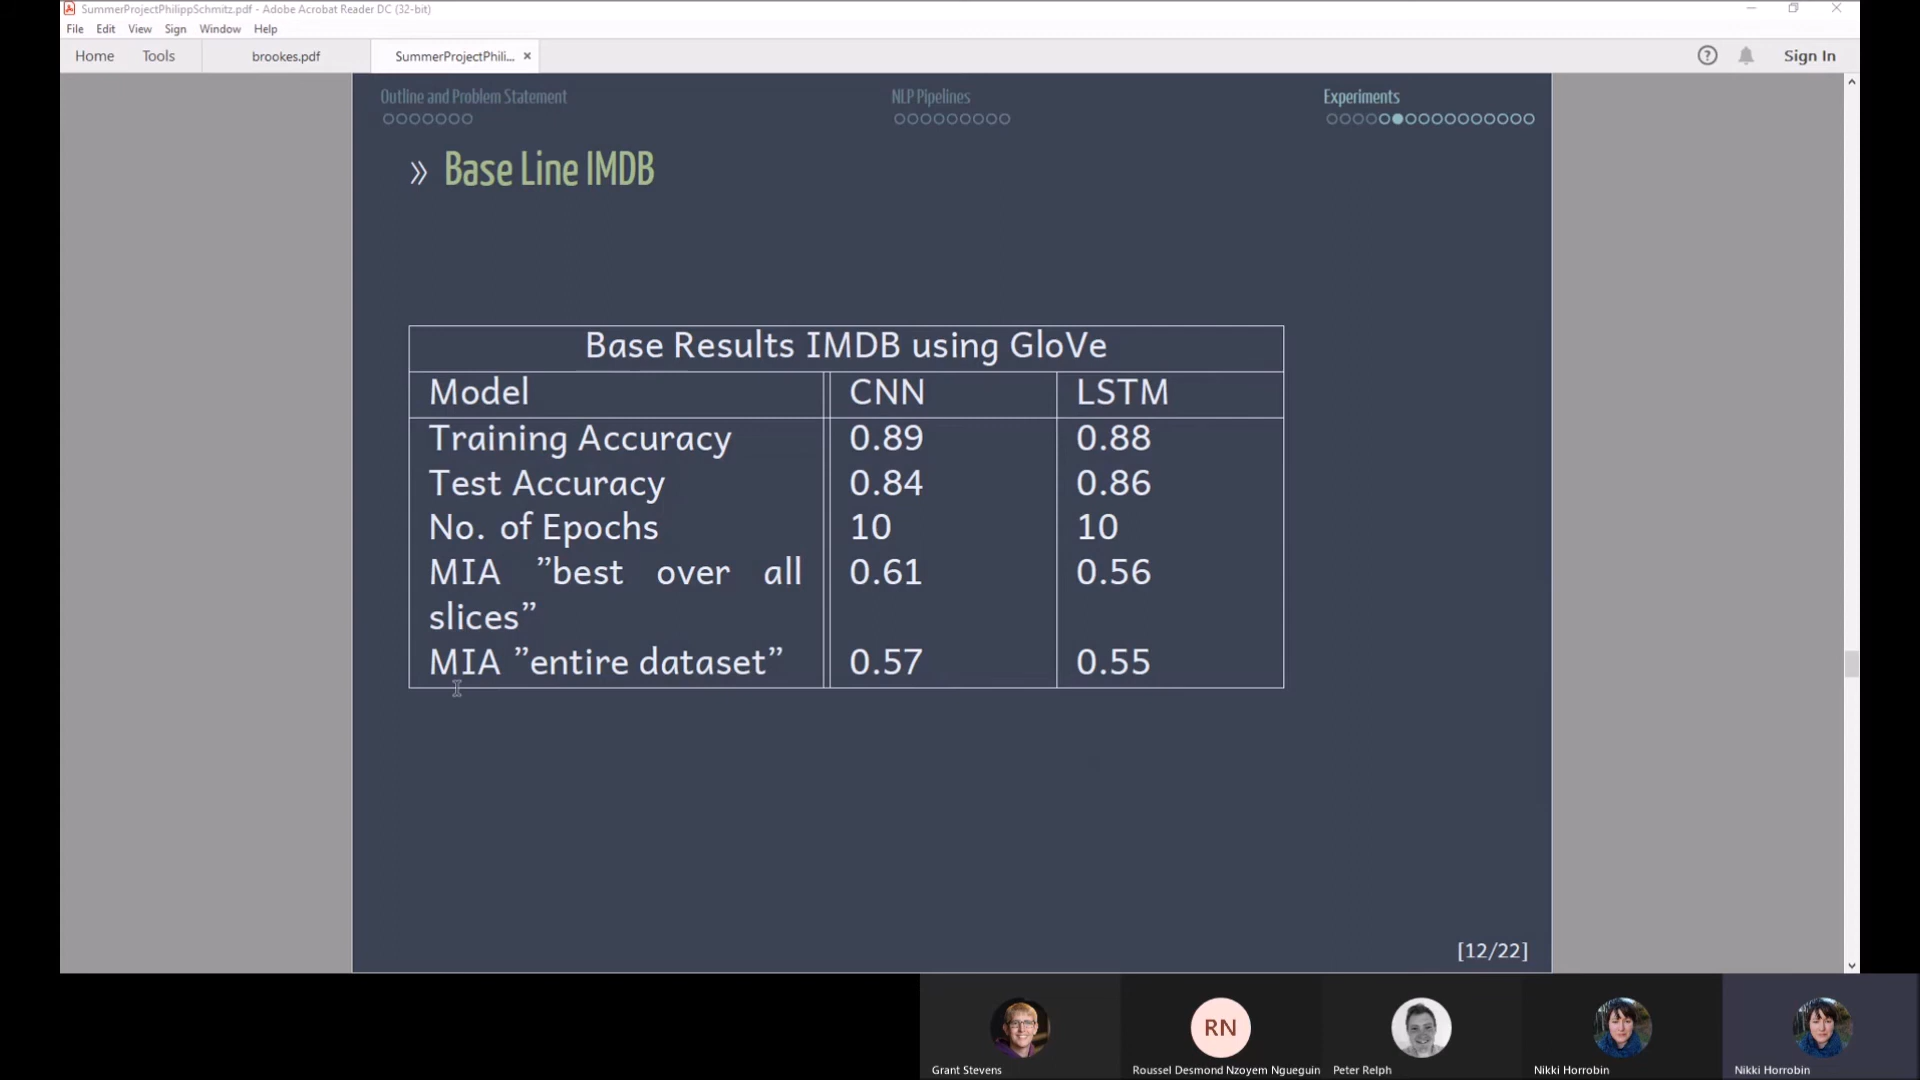 SummerProjectPhilippSchmitz.pdf - Adobe Acrobat Reader DC (32-bit)
File Edit View Sign Window Help
Home Tools brookes.pdf SummerProjectPhili... × Sign In
Outline and Problem Statement NLP Pipelines Experiments
» Base Line IMDB
Base Results IMDB using GloVe
Model CNN LSTM
Training Accuracy 0.89 0.88
Test Accuracy 0.84 0.86
No. of Epochs 10 10
MIA ”best over all 0.61 0.56
slices”
MIA ”entire dataset” 0.57 0.55
[12/22]
RN
Grant Stevens Roussel Desmond Nzoyem Ngueguin Peter Relph Nikki Horrobin Nikki Horrobin